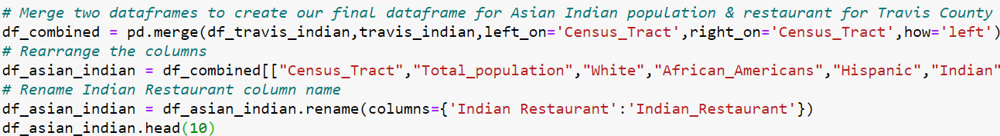 # Merge two dataframes to create our final dataframe for Asian Indian population & restaurant for Travis County
df_combined = pd.merge(df_travis_indian,travis_indian,left_on='Census_Tract',right_on='Census_Tract',how='left')
# Rearrange the columns
df_asian_indian = df_combined[["Census_Tract","Total_population","White","African_Americans","Hispanic","Indian"
# Rename Indian Restaurant column name
df_asian_indian = df_asian_indian.rename(columns={'Indian Restaurant':'Indian_Restaurant'})
df_asian_indian.head(10)